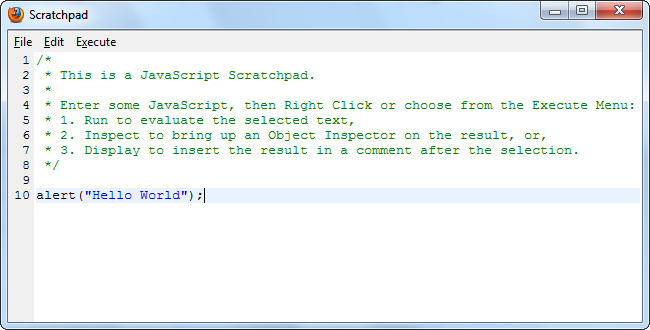 Scratchpad
File Edit Execute
1 /*
2  * This is a JavaScript Scratchpad.
3  *
4  * Enter some JavaScript, then Right Click or choose from the Execute Menu:
5  * 1. Run to evaluate the selected text,
6  * 2. Inspect to bring up an Object Inspector on the result, or,
7  * 3. Display to insert the result in a comment after the selection.
8  */
9
10 alert("Hello World");